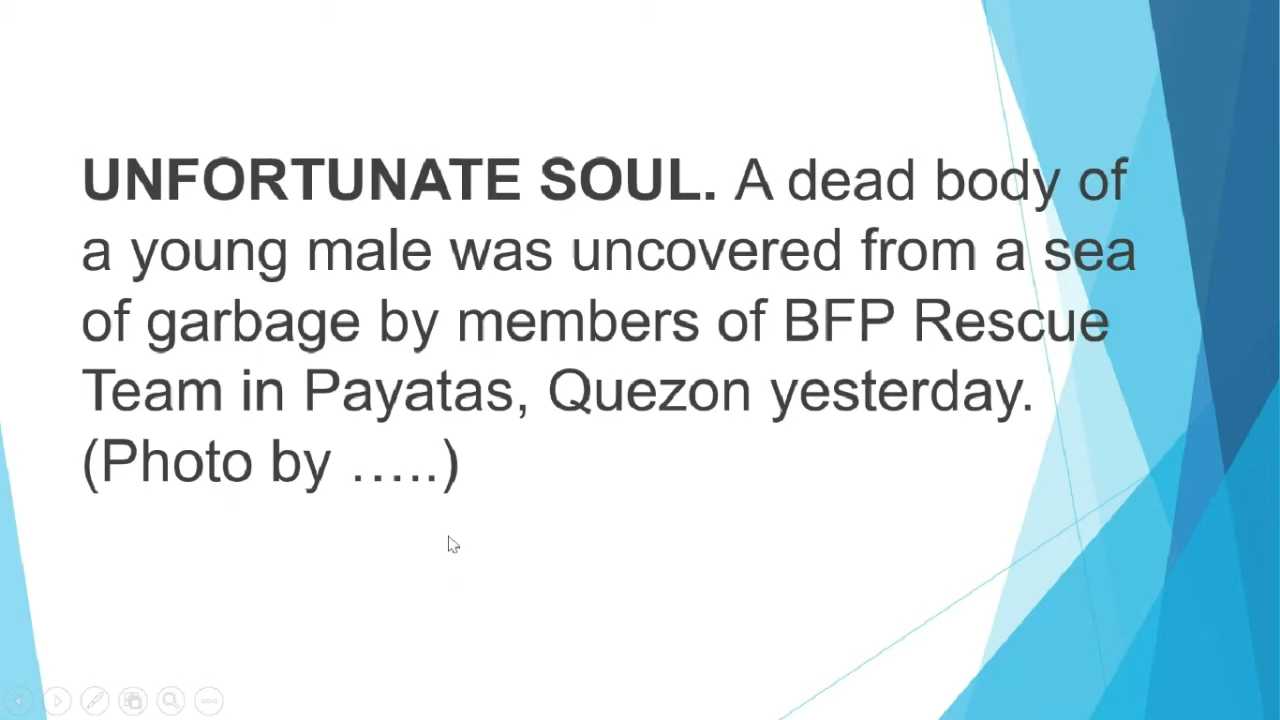 UNFORTUNATE SOUL. A dead body of
a young male was uncovered from a sea
of garbage by members of BFP Rescue
Team in Payatas, Quezon yesterday.
(Photo by …..)